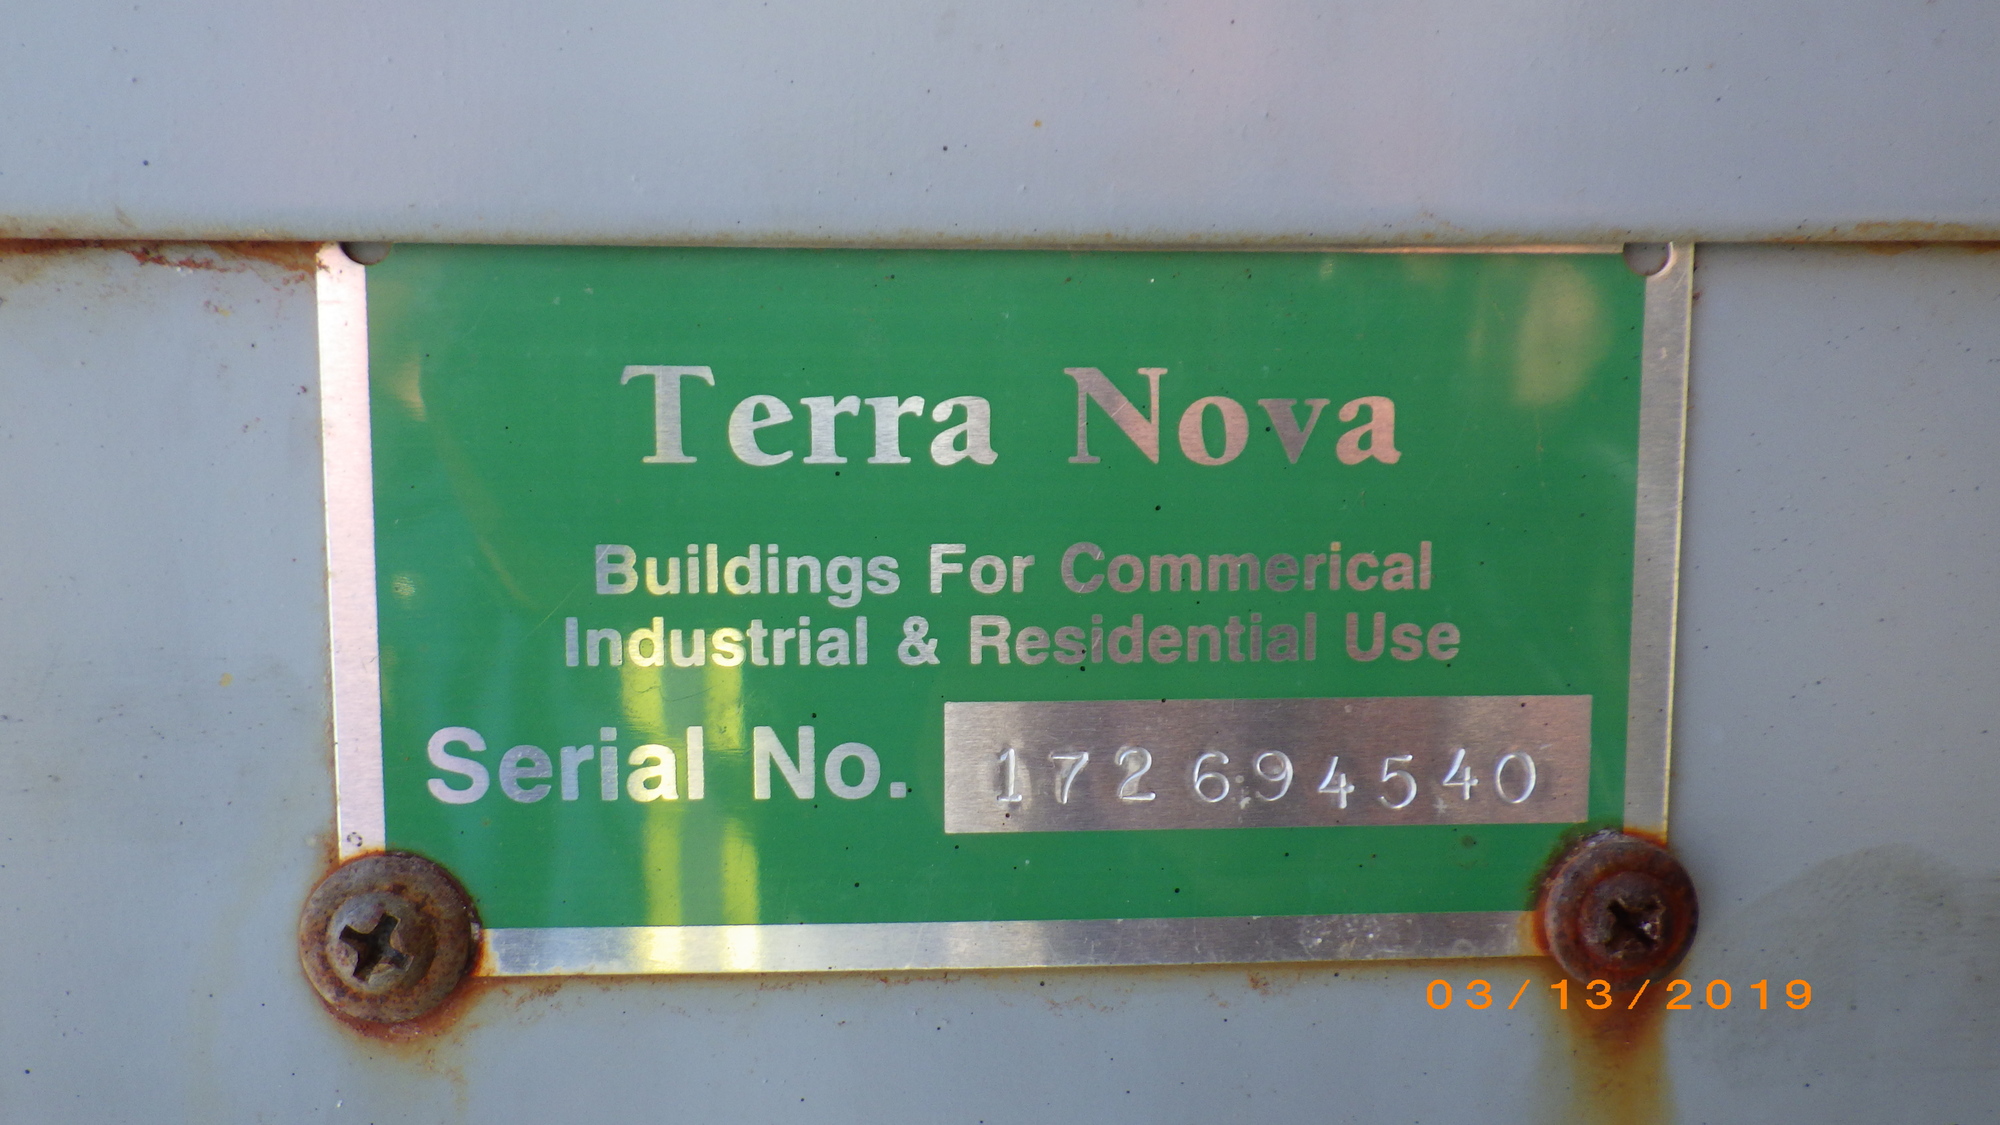 Terra Nova
Buildings For Commerical
Industrial & Residential Use
Serial No. 172694540
03/13/2019